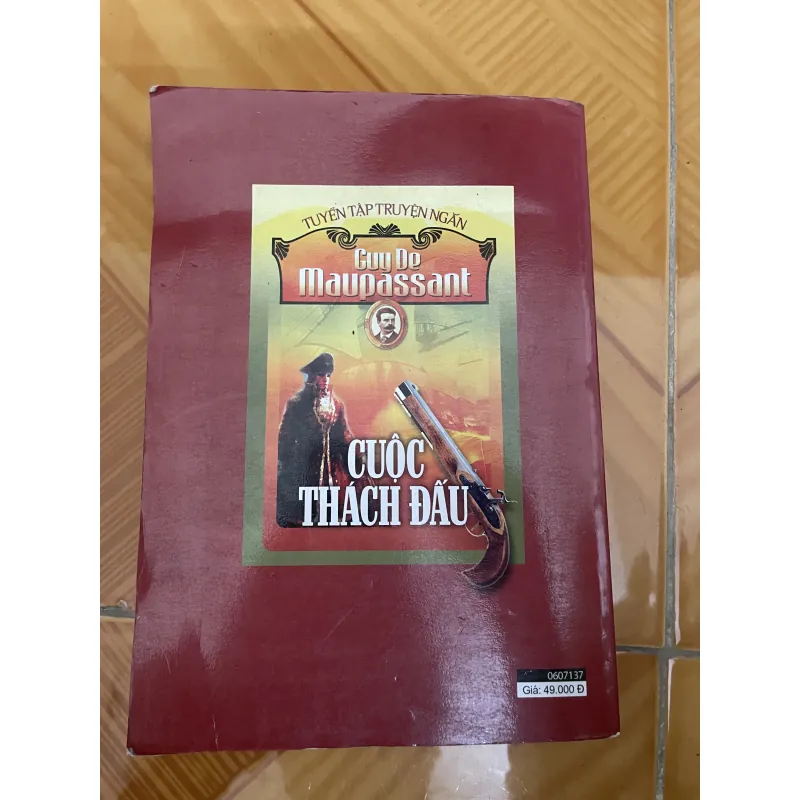 TUYỂN TẬP TRUYỆN NGẮN
Guy De
Maupassant
CUỘC
THÁCH ĐẤU
0607137
Giá: 49.000 Đ